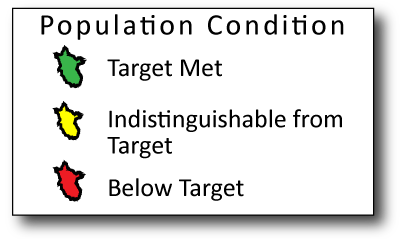 Population Condition
Target Met
Indistinguishable from
Target
Below Target